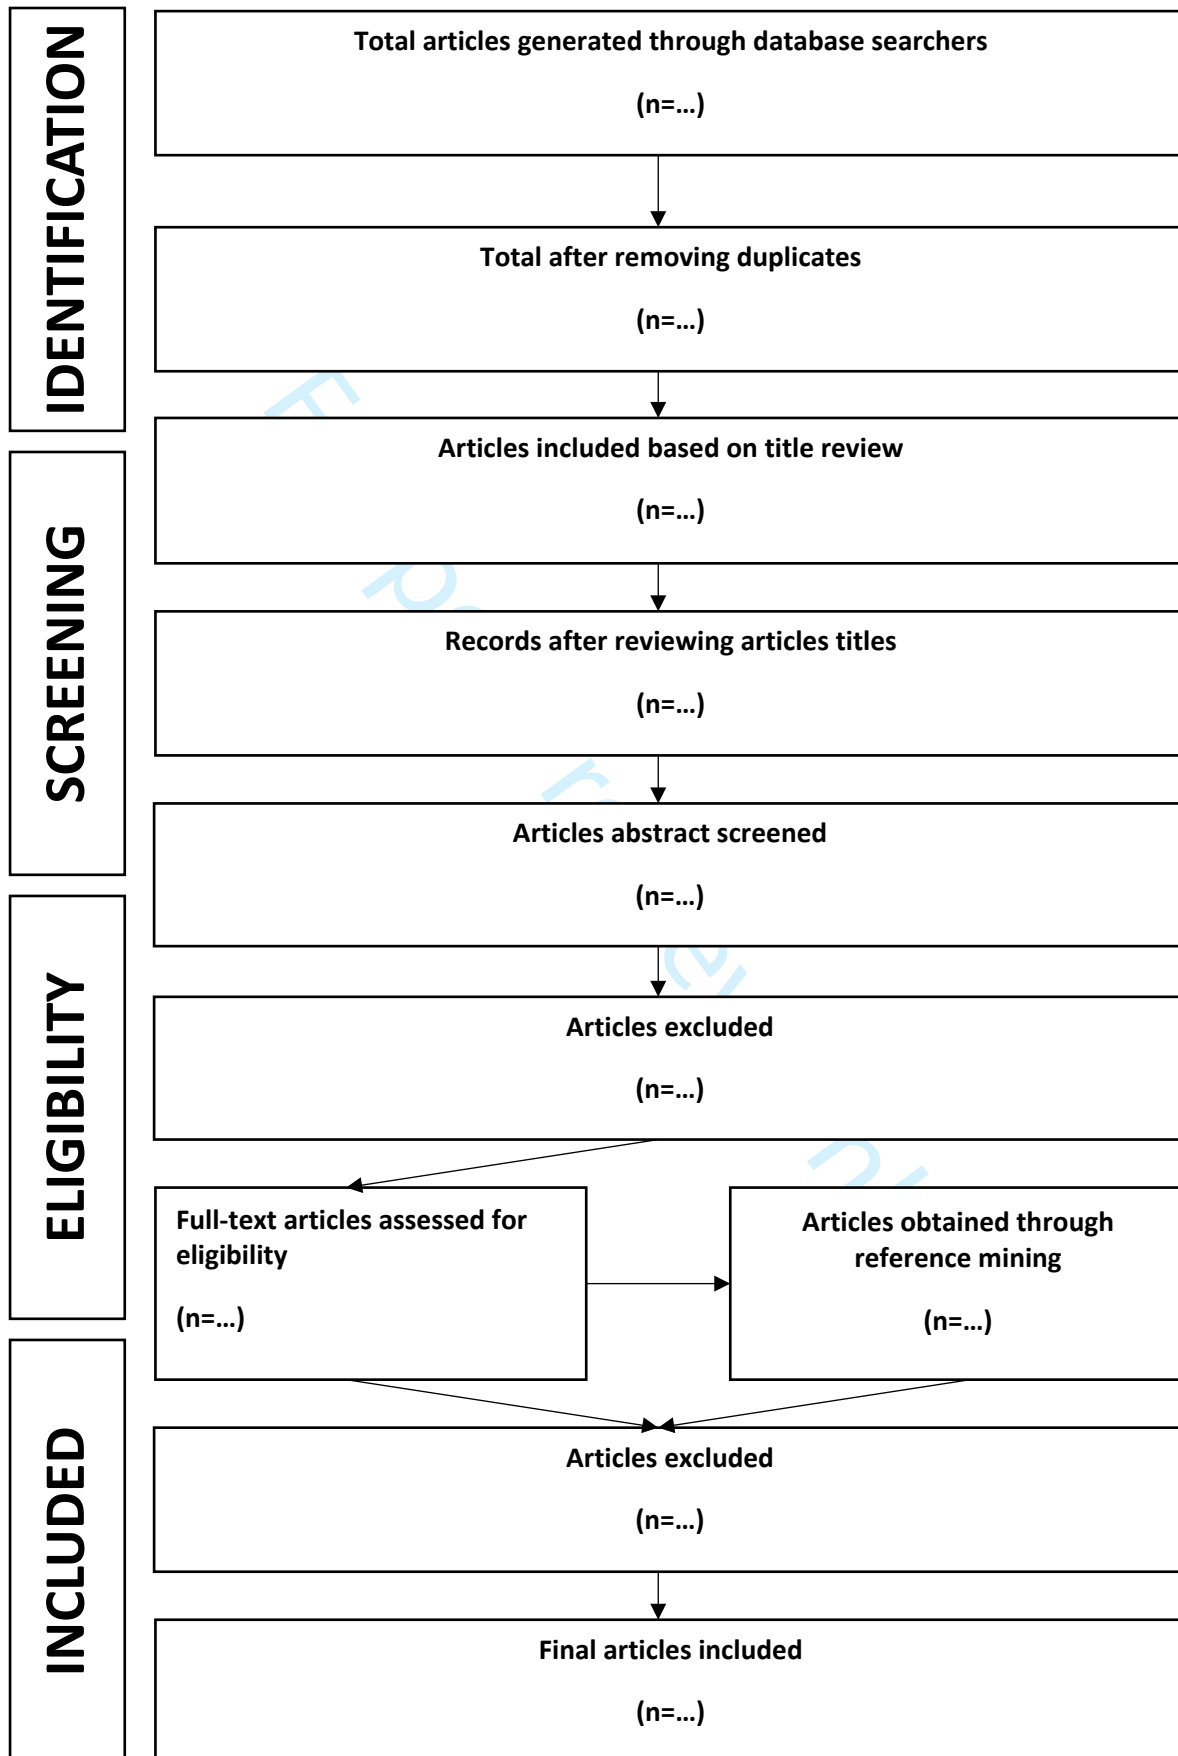 IDENTIFICATION
Total articles generated through database searchers
(n=...)
Total after removing duplicates
(n=...)
SCREENING
Articles included based on title review
(n=...)
Records after reviewing articles titles
(n=...)
Articles abstract screened
(n=...)
ELIGIBILITY
Articles excluded
(n=...)
Full-text articles assessed for
eligibility
(n=...)
Articles obtained through
reference mining
(n=...)
INCLUDED
Articles excluded
(n=...)
Final articles included
(n=...)